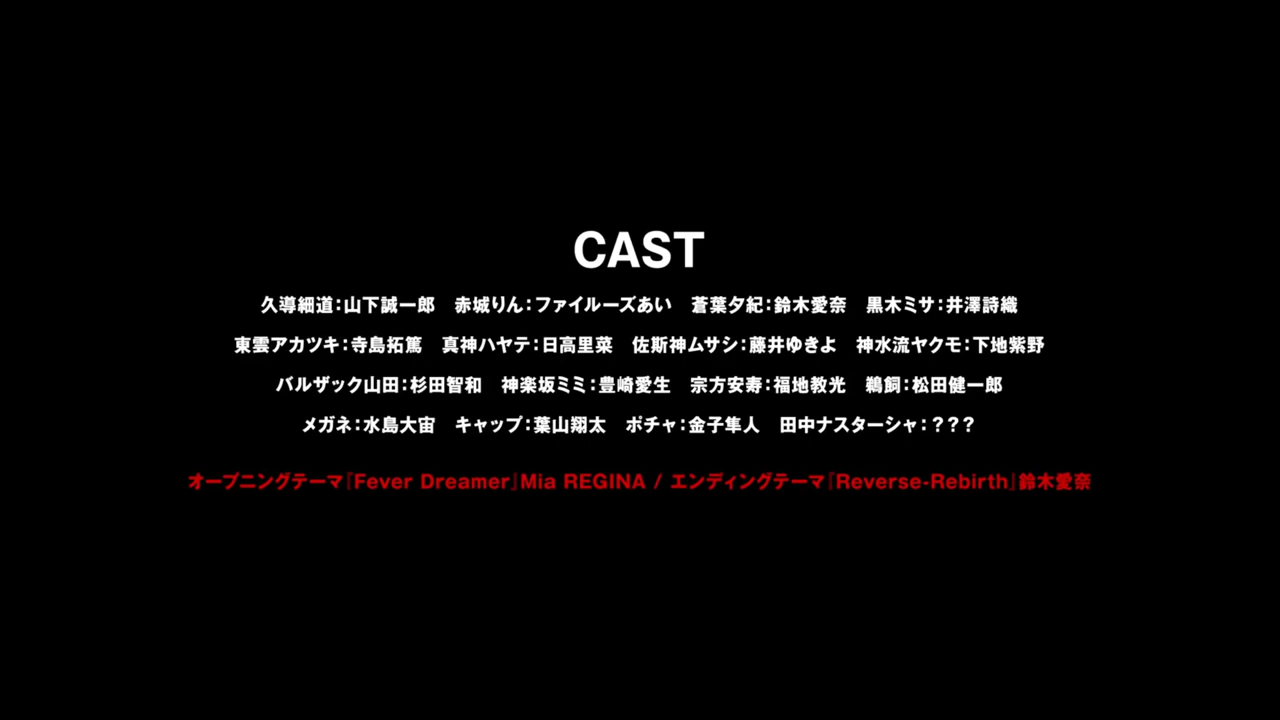 CAST
久導細道：山下誠一郎　赤城りん：ファイルーズあい　蒼葉夕紀：鈴木愛奈　黒木ミサ：井澤詩織
東雲アカツキ：寺島拓篤　真神ハヤテ：日高里菜　佐斯神ムサシ：藤井ゆきよ　神水流ヤクモ：下地紫野
バルザック山田：杉田智和　神楽坂ミミ：豊崎愛生　宗方安寿：福地教光　鵜飼：松田健一郎
メガネ：水島大宙　キャップ：葉山翔太　ポチャ：金子隼人　田中ナスターシャ：？？？
オープニングテーマ『Fever Dreamer』Mia REGINA / エンディングテーマ『Reverse-Rebirth』鈴木愛奈